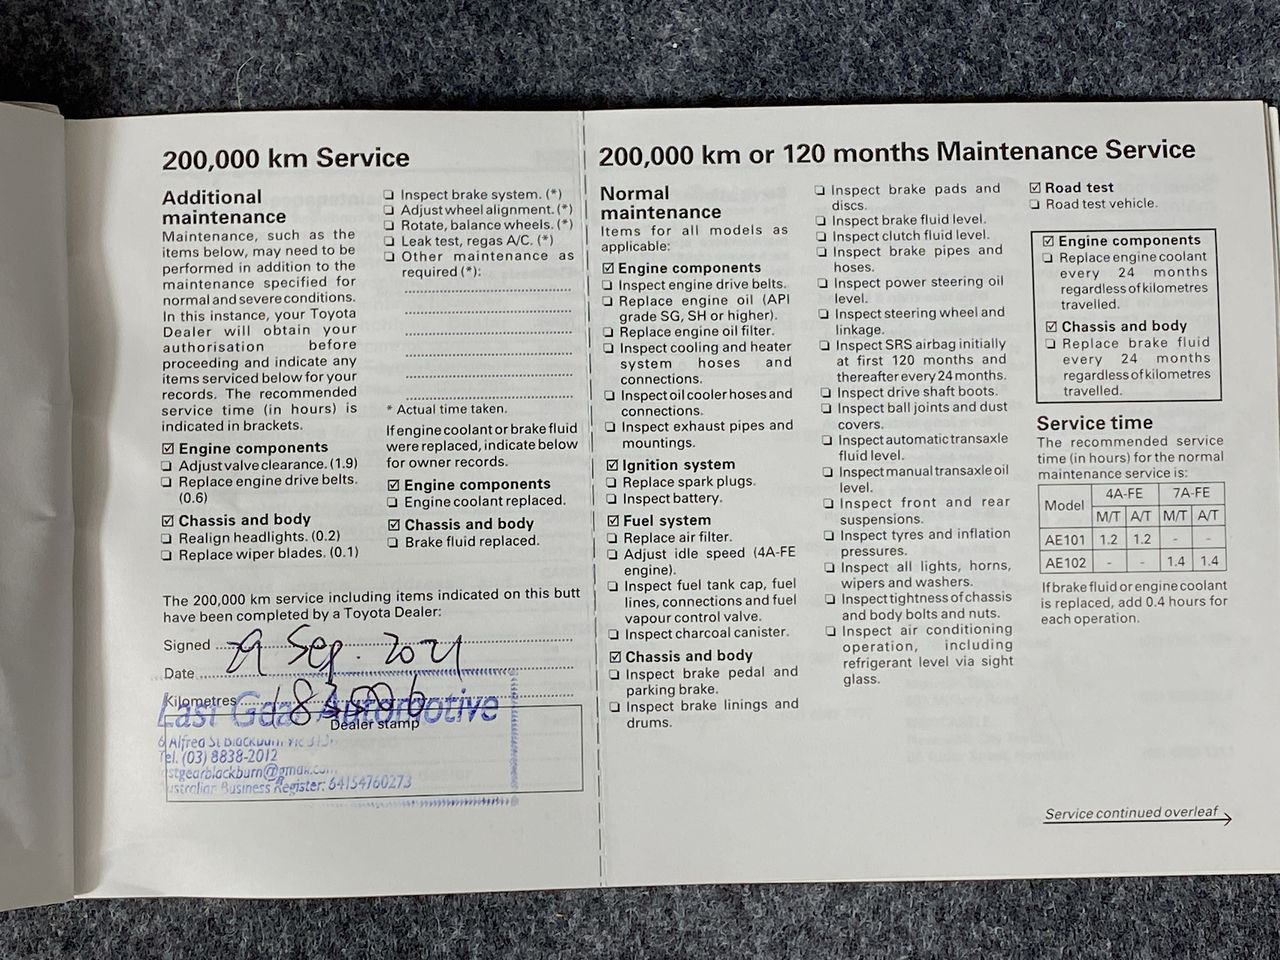 200,000 km Service
Additional
maintenance
Maintenance, such as the
items below, may need to be
performed in addition to the
maintenance specified for
normal and severe conditions.
In this instance, your Toyota
Dealer will obtain your
authorisation before
proceeding and indicate any
items serviced below for your
records. The recommended
service time (in hours) is
indicated in brackets.
☑ Engine components
❏ Adjust valve clearance. (1.9)
❏ Replace engine drive belts.
(0.6)
☑ Chassis and body
❏ Realign headlights. (0.2)
❏ Replace wiper blades. (0.1)
❏ Inspect brake system. (*)
❏ Adjust wheel alignment. (*)
❏ Rotate, balance wheels. (*)
❏ Leak test, regas A/C. (*)
❏ Other maintenance as
required (*):
* Actual time taken.
If engine coolant or brake fluid
were replaced, indicate below
for owner records.
☑ Engine components
❏ Engine coolant replaced.
☑ Chassis and body
❏ Brake fluid replaced.
The 200,000 km service including items indicated on this butt
have been completed by a Toyota Dealer:
Signed
Sep. 2021
Date
Kilometres
Automotive
Dealer stamp
6 Alfred St Blackburn Vic
Tel. (03) 8838-2012
stgearblackburn@gmail.com
ustralian Business Register: 64154760273
200,000 km or 120 months Maintenance Service
Normal
maintenance
Items for all models as
applicable:
☑ Engine components
❏ Inspect engine drive belts.
❏ Replace engine oil (API
grade SG, SH or higher).
❏ Replace engine oil filter.
❏ Inspect cooling and heater
system hoses and
connections.
❏ Inspect oil cooler hoses and
connections.
❏ Inspect exhaust pipes and
mountings.
☑ Ignition system
❏ Replace spark plugs.
❏ Inspect battery.
☑ Fuel system
❏ Replace air filter.
❏ Adjust idle speed (4A-FE
engine).
❏ Inspect fuel tank cap, fuel
lines, connections and fuel
vapour control valve.
❏ Inspect charcoal canister.
☑ Chassis and body
❏ Inspect brake pedal and
parking brake.
❏ Inspect brake linings and
drums.
❏ Inspect brake pads and
discs.
❏ Inspect brake fluid level.
❏ Inspect clutch fluid level.
❏ Inspect brake pipes and
hoses.
❏ Inspect power steering oil
level.
❏ Inspect steering wheel and
linkage.
❏ Inspect SRS airbag initially
at first 120 months and
thereafter every 24 months.
❏ Inspect drive shaft boots.
❏ Inspect ball joints and dust
covers.
❏ Inspect automatic transaxle
fluid level.
❏ Inspect manual transaxle oil
level.
❏ Inspect front and rear
suspensions.
❏ Inspect tyres and inflation
pressures.
❏ Inspect all lights, horns,
wipers and washers.
❏ Inspect tightness of chassis
and body bolts and nuts.
❏ Inspect air conditioning
operation, including
refrigerant level via sight
glass.
☑ Road test
❏ Road test vehicle.
☑ Engine components
❏ Replace engine coolant
every 24 months
regardless of kilometres
travelled.
☑ Chassis and body
❏ Replace brake fluid
every 24 months
regardless of kilometres
travelled.
Service time
The recommended service
time (in hours) for the normal
maintenance service is:
Model 4A-FE 7A-FE
M/T A/T M/T A/T
AE101 1.2 1.2 - -
AE102 - - 1.4 1.4
If brake fluid or engine coolant
is replaced, add 0.4 hours for
each operation.
Service continued overleaf